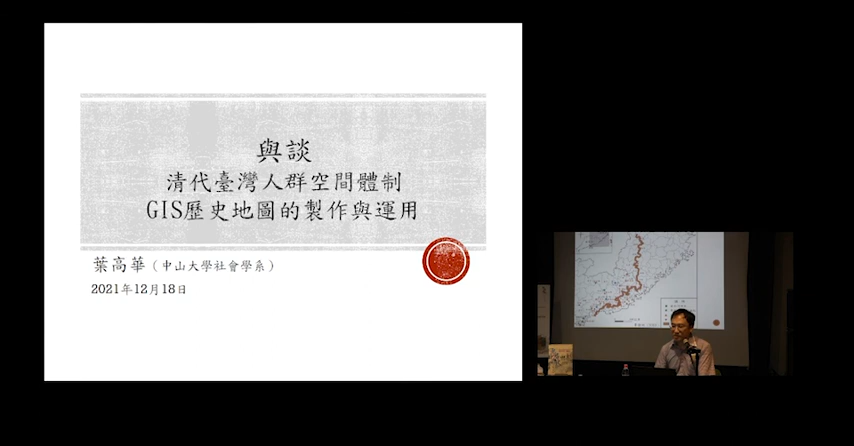 與談
清代臺灣人群空間體制
GIS歷史地圖的製作與運用
葉高華（中山大學社會學系）
2021年12月18日